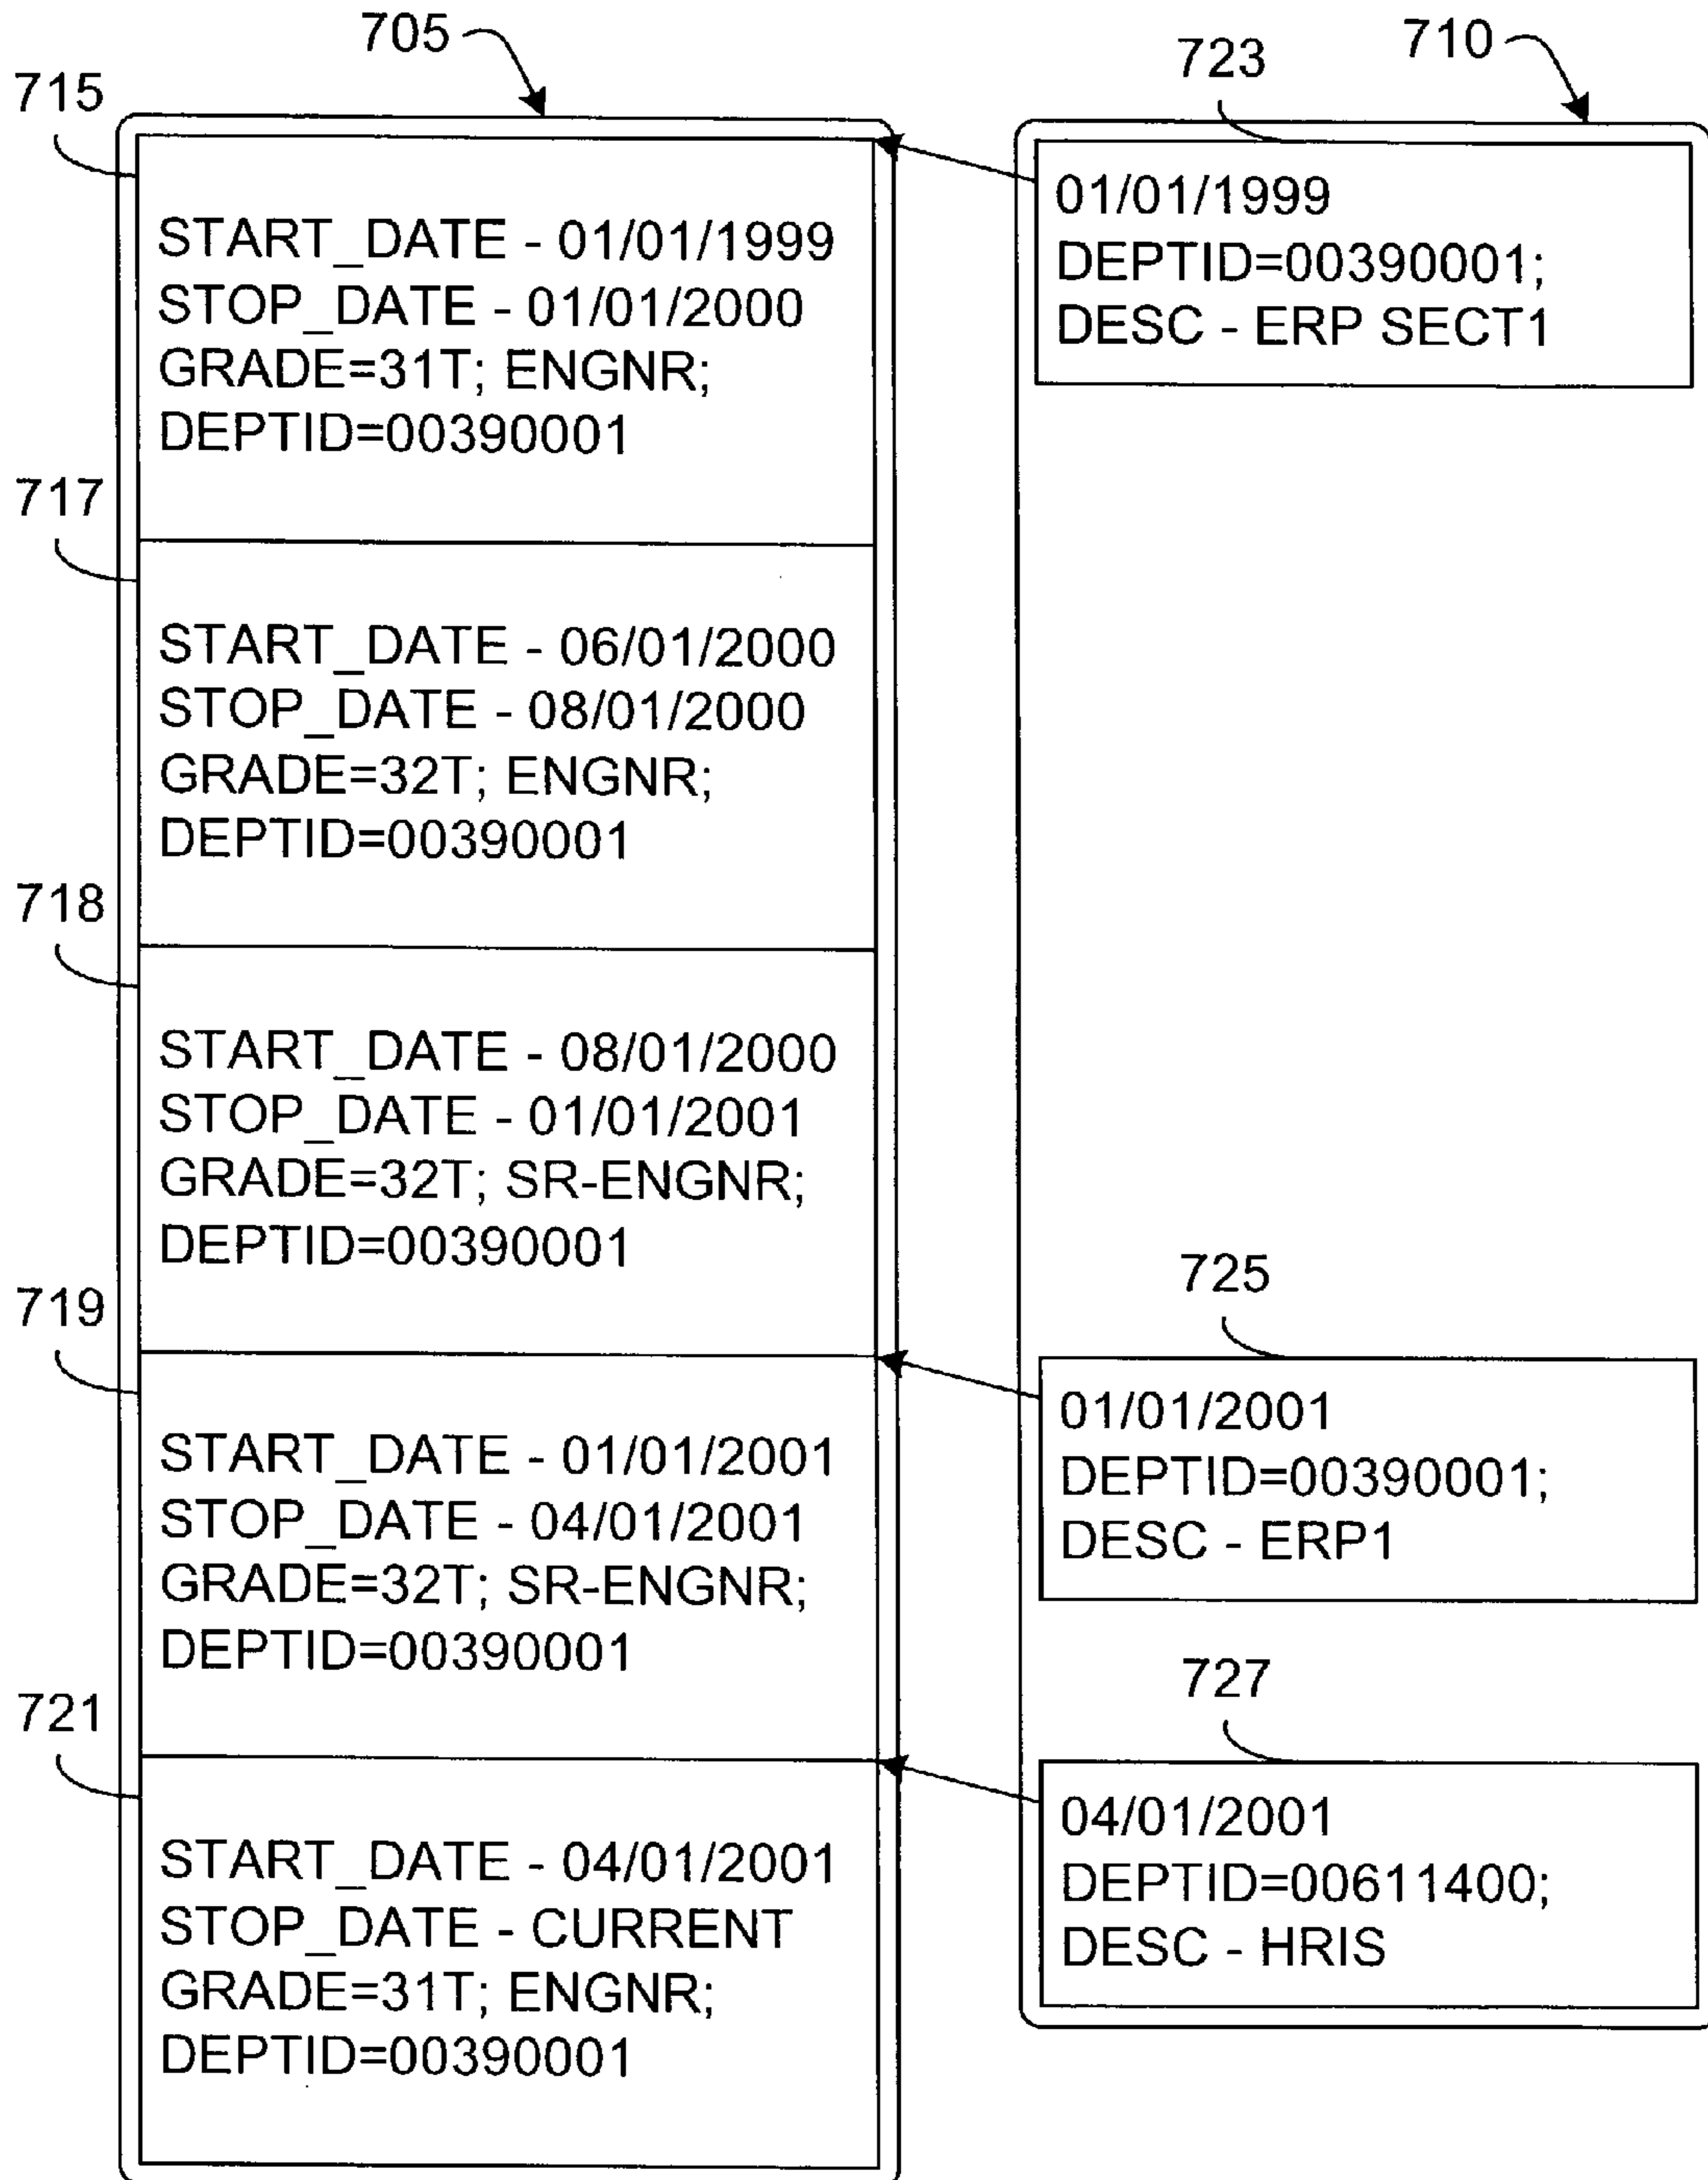 705
710
715
723
START_DATE - 01/01/1999
STOP_DATE - 01/01/2000
GRADE=31T; ENGNR;
DEPTID=00390001
01/01/1999
DEPTID=00390001;
DESC - ERP SECT1
717
START_DATE - 06/01/2000
STOP_DATE - 08/01/2000
GRADE=32T; ENGNR;
DEPTID=00390001
718
START_DATE - 08/01/2000
STOP_DATE - 01/01/2001
GRADE=32T; SR-ENGNR;
DEPTID=00390001
719
725
START_DATE - 01/01/2001
STOP_DATE - 04/01/2001
GRADE=32T; SR-ENGNR;
DEPTID=00390001
01/01/2001
DEPTID=00390001;
DESC - ERP1
721
727
START_DATE - 04/01/2001
STOP_DATE - CURRENT
GRADE=31T; ENGNR;
DEPTID=00390001
04/01/2001
DEPTID=00611400;
DESC - HRIS